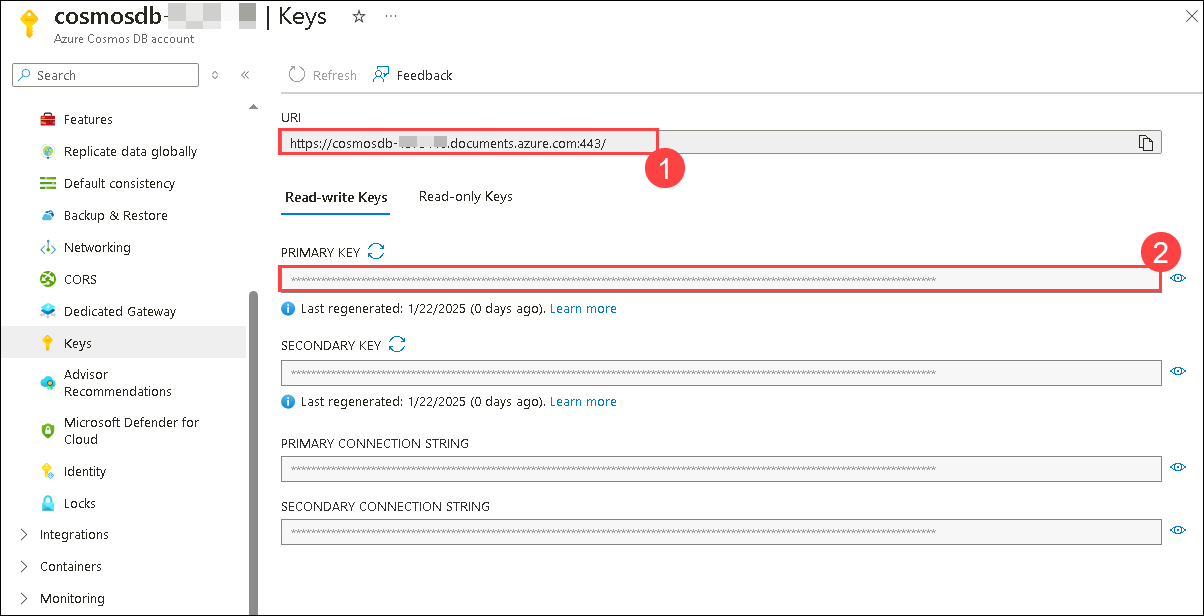 cosmosdb- | Keys
Azure Cosmos DB account
Search
Features
Replicate data globally
Default consistency
Backup & Restore
Networking
CORS
Dedicated Gateway
Keys
Advisor
Recommendations
Microsoft Defender for
Cloud
Identity
Locks
Integrations
Containers
Monitoring
Refresh
Feedback
URI
https://cosmosdb- .documents.azure.com:443/
1
Read-write Keys
Read-only Keys
PRIMARY KEY
2
Last regenerated: 1/22/2025 (0 days ago). Learn more
SECONDARY KEY
Last regenerated: 1/22/2025 (0 days ago). Learn more
PRIMARY CONNECTION STRING
SECONDARY CONNECTION STRING